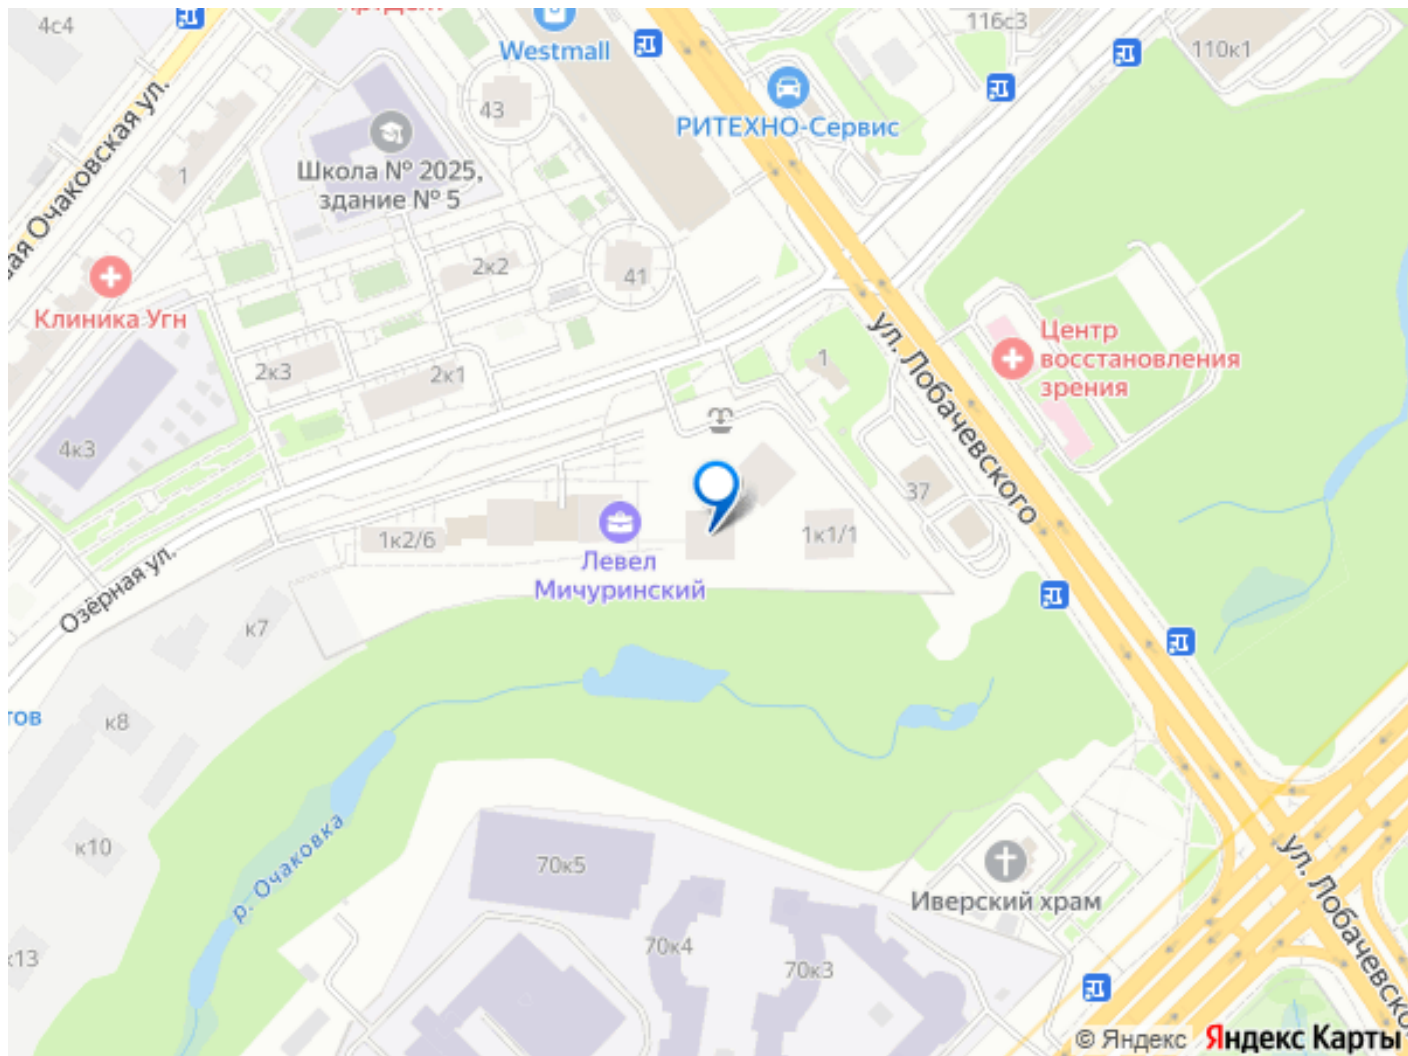 4с4
Westmall
116с3
110к1
43
РИТЕХНО-Сервис
Школа № 2025,
здание № 5
1
Очаковская ул.
2к2
41
Клиника Угн
ул. Лобачевского
Центр
восстановления
зрения
1
2к3
2к1
4к3
37
1к2/6
1к1/1
Левел
Мичуринский
Озёрная ул.
к7
к8
тов
к10
р. Очаковка
70к5
ул. Лобачевско
Иверский храм
70к4
70к3
к13
© Яндекс
Яндекс Карты